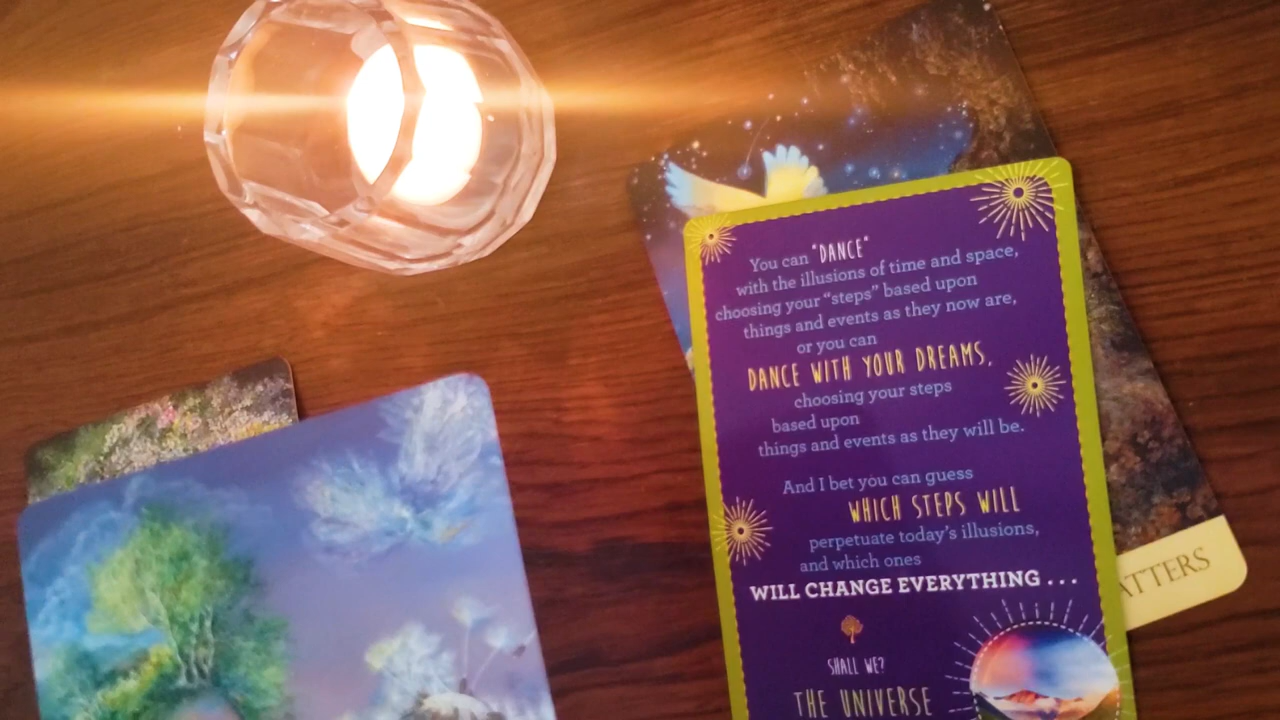 You can "DANCE"
with the illusions of time and space,
choosing your “steps” based upon
things and events as they now are,
or you can
DANCE WITH YOUR DREAMS,
choosing your steps
based upon
things and events as they will be.
And I bet you can guess
WHICH STEPS WILL
perpetuate today’s illusions,
and which ones
WILL CHANGE EVERYTHING . . .
SHALL WE?
THE UNIVERSE
ATTERS